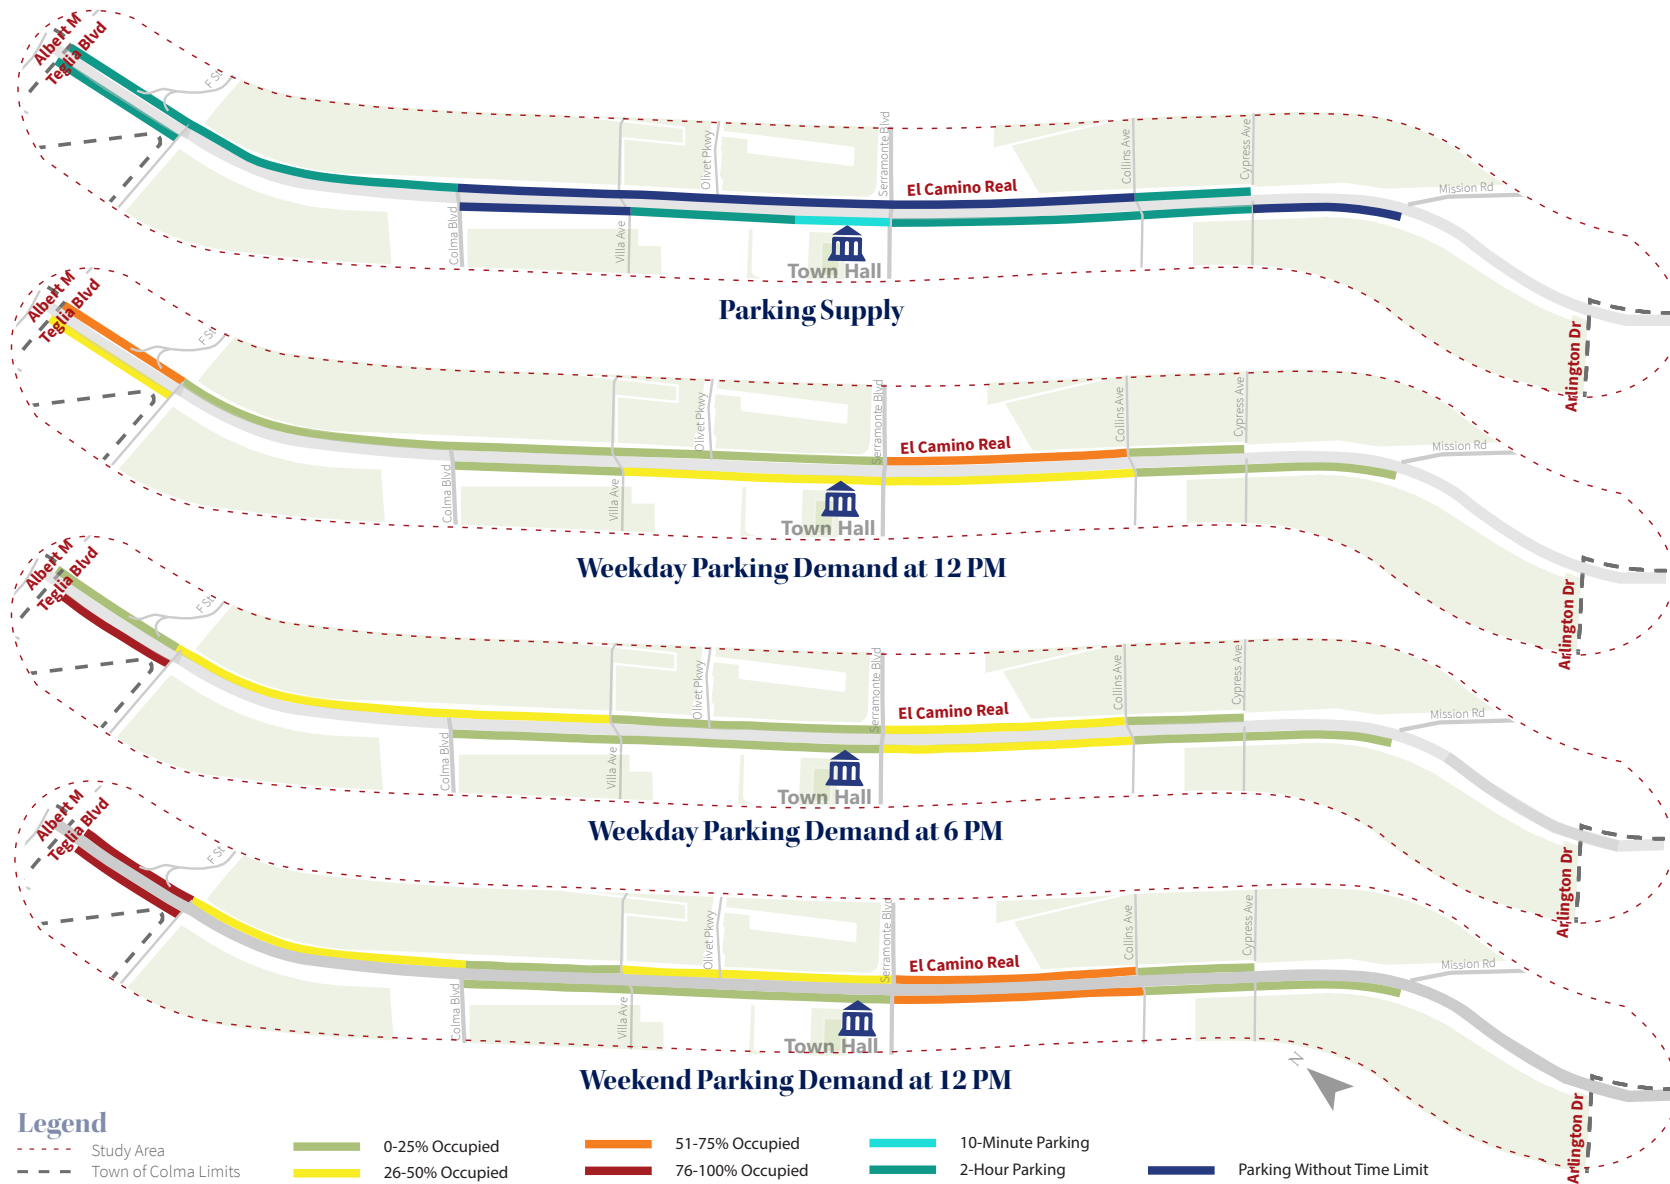 Albert M
Teglia Blvd
F St
Colma Blvd
Villa Ave
Olivet Pkwy
Serramonte Blvd
El Camino Real
Collins Ave
Cypress Ave
Mission Rd
Town Hall
Arlington Dr
Parking Supply
Albert M
Teglia Blvd
F St
Colma Blvd
Villa Ave
Olivet Pkwy
Serramonte Blvd
El Camino Real
Collins Ave
Cypress Ave
Mission Rd
Town Hall
Arlington Dr
Weekday Parking Demand at 12 PM
Albert M
Teglia Blvd
F St
Colma Blvd
Villa Ave
Olivet Pkwy
Serramonte Blvd
El Camino Real
Collins Ave
Cypress Ave
Mission Rd
Town Hall
Arlington Dr
Weekday Parking Demand at 6 PM
Albert M
Teglia Blvd
F St
Colma Blvd
Villa Ave
Olivet Pkwy
Serramonte Blvd
El Camino Real
Collins Ave
Cypress Ave
Mission Rd
Town Hall
Arlington Dr
Weekend Parking Demand at 12 PM
N
Legend
Study Area
Town of Colma Limits
0-25% Occupied
26-50% Occupied
51-75% Occupied
76-100% Occupied
10-Minute Parking
2-Hour Parking
Parking Without Time Limit